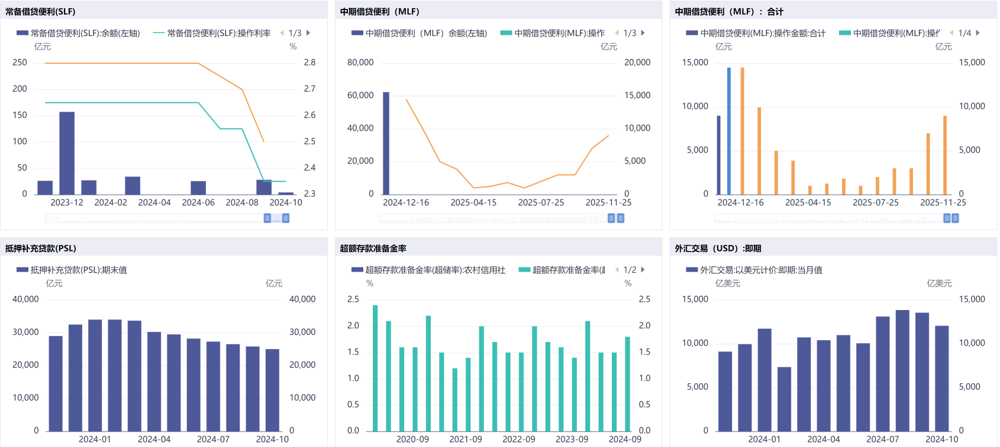 常备借贷便利(SLF)
常备借贷便利(SLF):余额(左轴) 常备借贷便利(SLF):操作利率 1/3
亿元 %
250 2.8
200 2.7
150 2.6
100 2.5
50 2.4
0 2.3
2023-12 2024-02 2024-04 2024-06 2024-08 2024-10
中期借贷便利（MLF）
中期借贷便利（MLF）余额(左轴) 中期借贷便利(MLF):操作 1/3
亿元
80,000 20,000
60,000 15,000
40,000 10,000
20,000 5,000
0 0
2024-12-16 2025-04-15 2025-07-25 2025-11-25
中期借贷便利（MLF）：合计
中期借贷便利(MLF):操作金额:合计 中期借贷便利(MLF):操作 1/4
亿元 亿元
15,000 15,000
10,000 10,000
5,000 5,000
0 0
2024-12-16 2025-04-15 2025-07-25 2025-11-25
抵押补充贷款(PSL)
抵押补充贷款(PSL):期末值
亿元 亿元
40,000 40,000
30,000 30,000
20,000 20,000
10,000 10,000
0 0
2024-01 2024-04 2024-07 2024-10
超额存款准备金率
超额存款准备金率(超储率):农村信用社 超额存款准备金率( 1/2
% %
2.5 2.5
2.0 2.0
1.5 1.5
1.0 1.0
0.5 0.5
0.0 0.0
2020-09 2021-09 2022-09 2023-09 2024-09
外汇交易（USD）:即期
外汇交易:以美元计价:即期:当月值
亿美元 亿美元
15,000 15,000
10,000 10,000
5,000 5,000
0 0
2024-01 2024-04 2024-07 2024-10